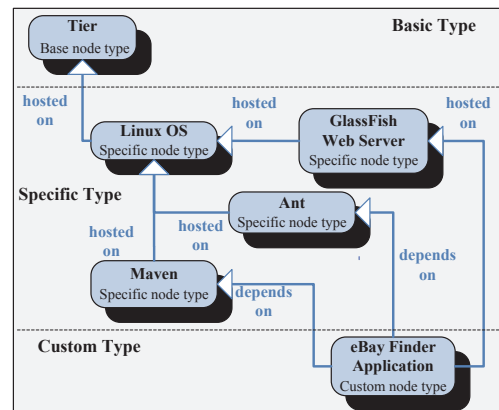 Tier
Base node type
Basic Type
hosted
on
hosted
on
hosted
on
Linux OS
Specific node type
GlassFish
Web Server
Specific node type
Specific Type
Ant
Specific node type
hosted
on
hosted
on
depends
on
Maven
Specific node type
depends
on
Custom Type
eBay Finder
Application
Custom node type